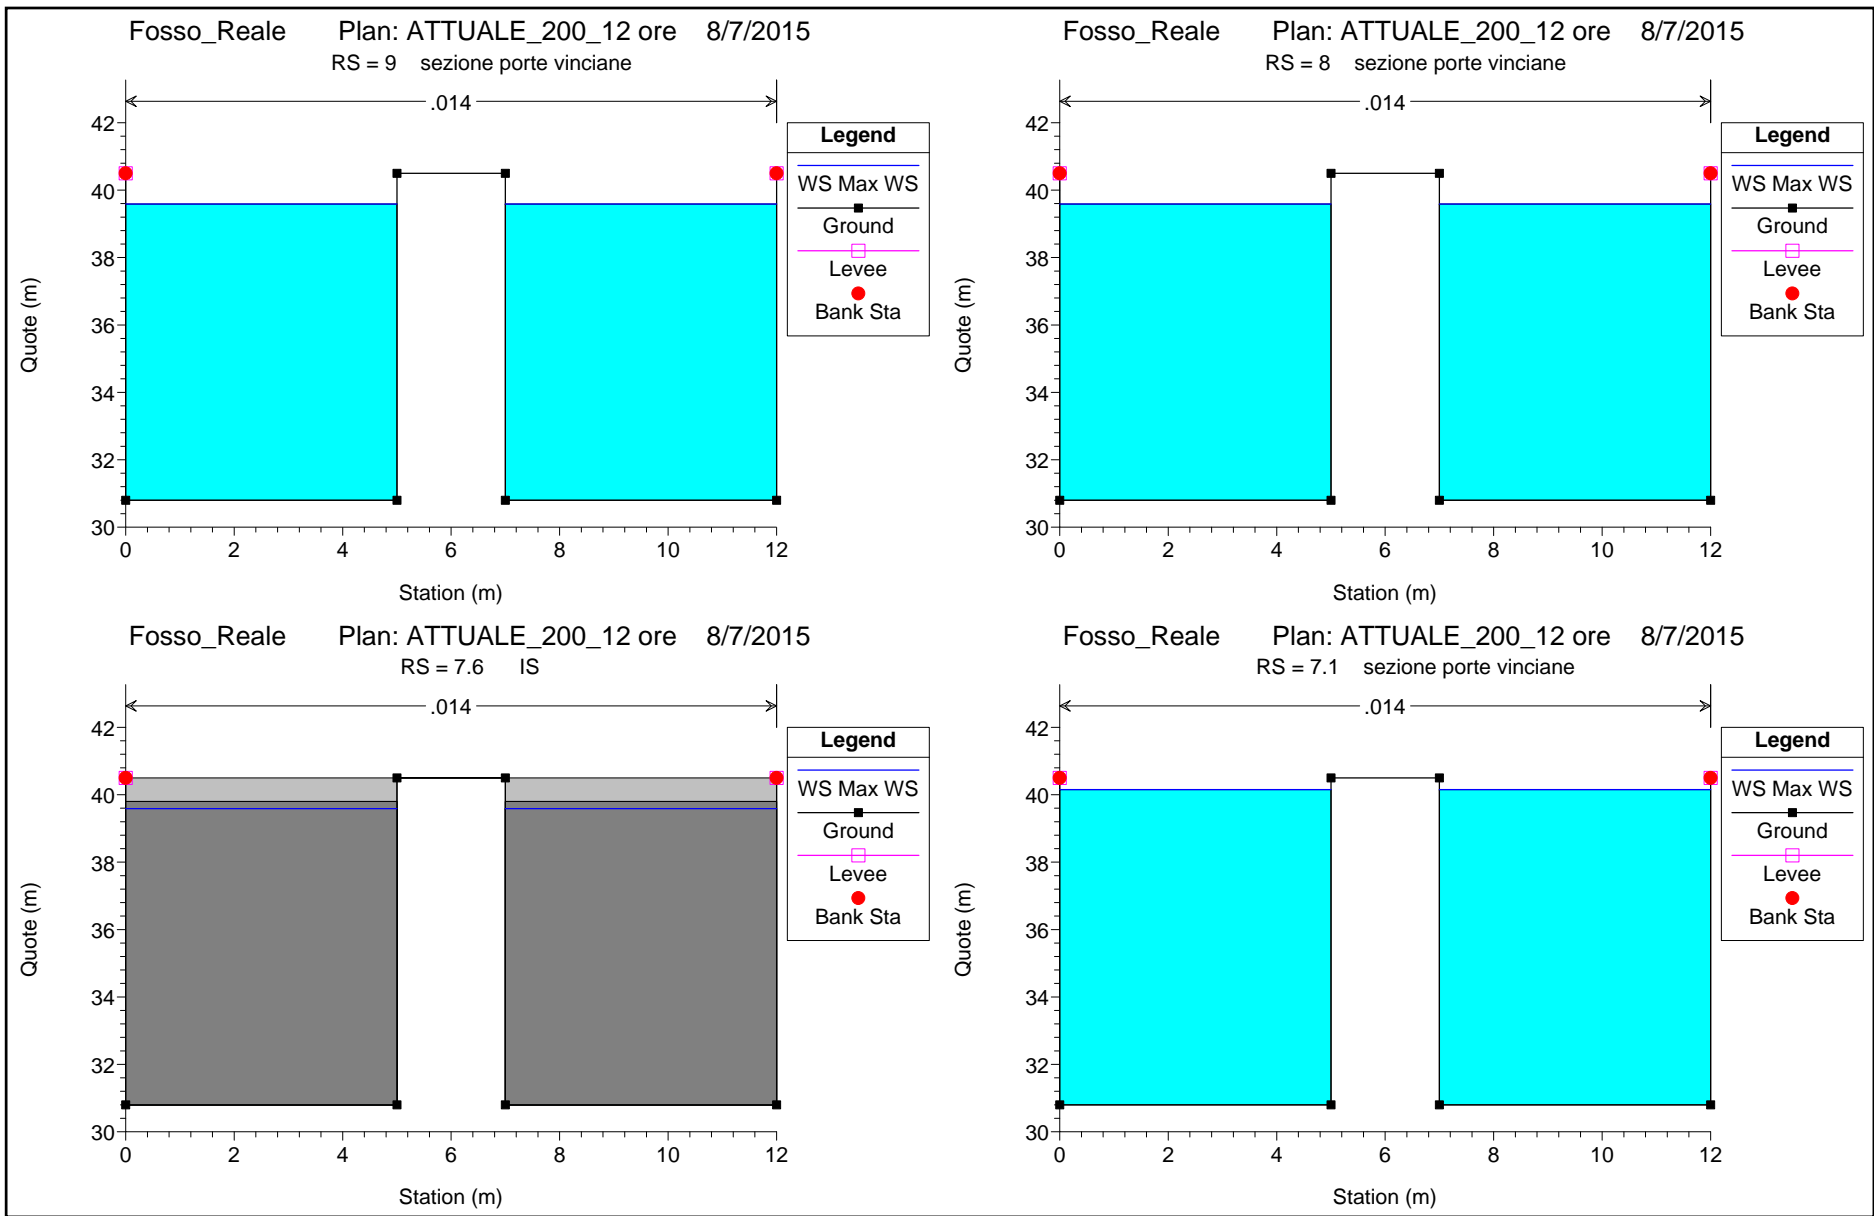 Fosso_Reale Plan: ATTUALE_200_12 ore 8/7/2015
RS = 9 sezione porte vinciane
.014
42
40
38
36
34
32
30
0 2 4 6 8 10 12
Quote (m)
Station (m)
Legend
WS Max WS
Ground
Levee
Bank Sta
Fosso_Reale Plan: ATTUALE_200_12 ore 8/7/2015
RS = 8 sezione porte vinciane
.014
42
40
38
36
34
32
30
0 2 4 6 8 10 12
Quote (m)
Station (m)
Legend
WS Max WS
Ground
Levee
Bank Sta
Fosso_Reale Plan: ATTUALE_200_12 ore 8/7/2015
RS = 7.6 IS
.014
42
40
38
36
34
32
30
0 2 4 6 8 10 12
Quote (m)
Station (m)
Legend
WS Max WS
Ground
Levee
Bank Sta
Fosso_Reale Plan: ATTUALE_200_12 ore 8/7/2015
RS = 7.1 sezione porte vinciane
.014
42
40
38
36
34
32
30
0 2 4 6 8 10 12
Quote (m)
Station (m)
Legend
WS Max WS
Ground
Levee
Bank Sta